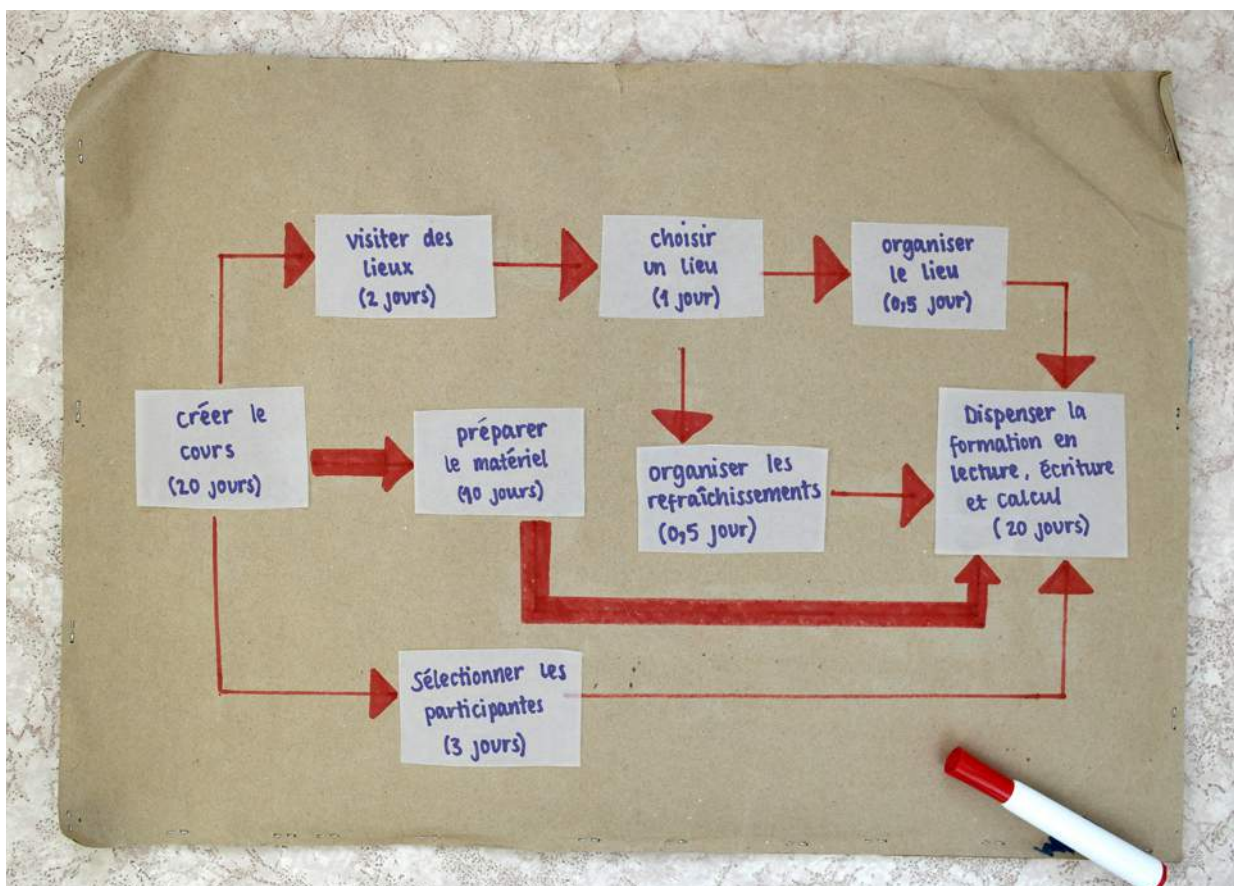 visiter des
lieux
(2 jours)
choisir
un lieu
(1 jour)
organiser
le lieu
(0,5 jour)
créer le
cours
(20 jours)
préparer
le matériel
(10 jours)
organiser les
refraîchissements
(0,5 jour)
Dispenser la
formation en
lecture, écriture
et calcul
(20 jours)
Sélectionner les
participantes
(3 jours)